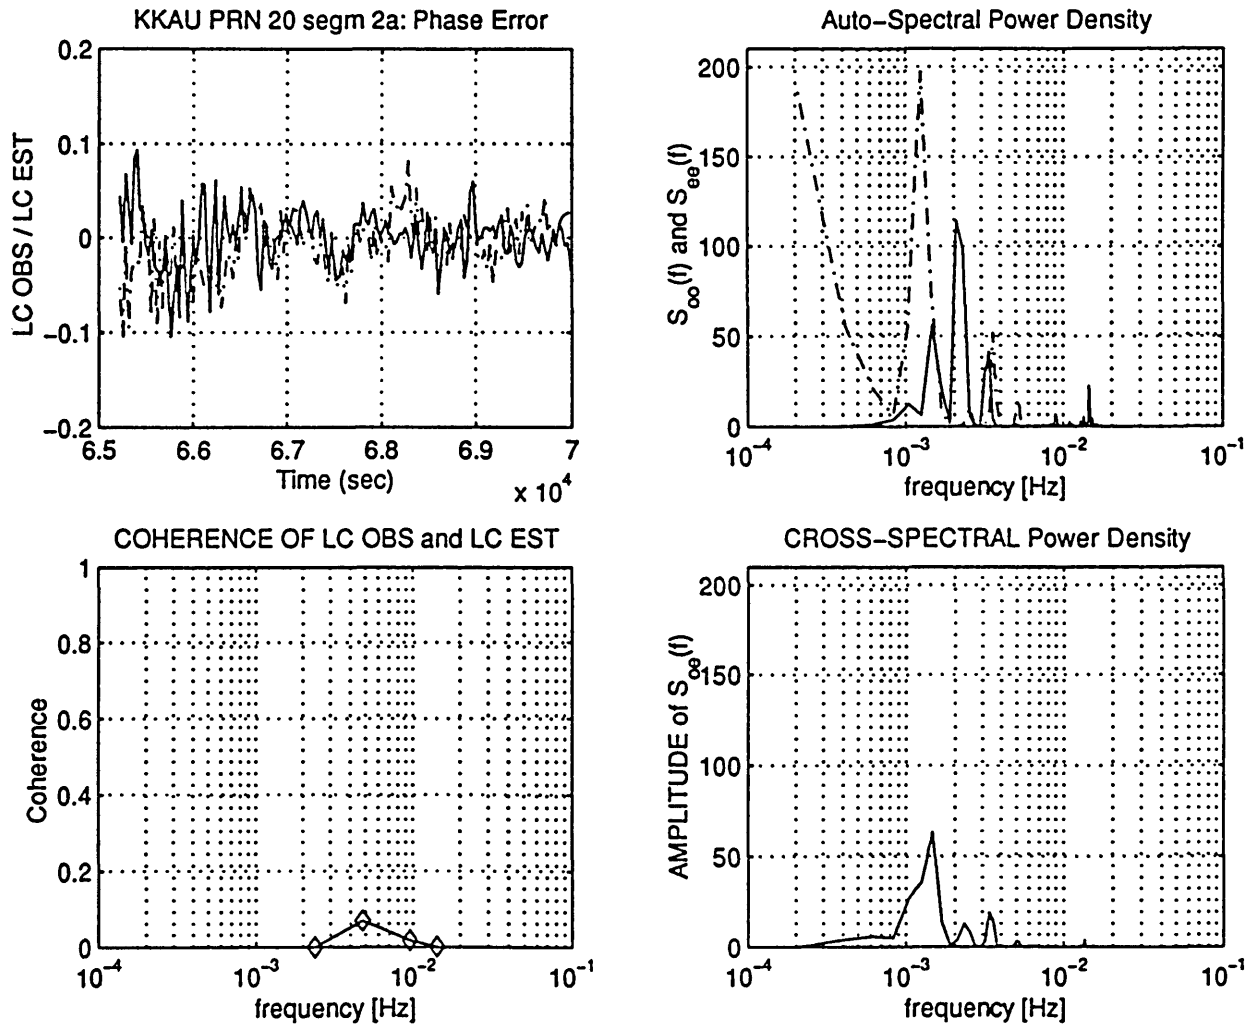 KKAU PRN 20 segm 2a: Phase Error
LC OBS / LC EST
0.2
0.1
0
−0.1
−0.2
6.5 6.6 6.7 6.8 6.9 7
Time (sec)
x 10^4
Auto−Spectral Power Density
S_oo(f) and S_ee(f)
200
150
100
50
0
10^−4 10^−3 10^−2 10^−1
frequency [Hz]
COHERENCE OF LC OBS and LC EST
Coherence
1
0.8
0.6
0.4
0.2
0
10^−4 10^−3 10^−2 10^−1
frequency [Hz]
CROSS−SPECTRAL Power Density
AMPLITUDE of S_oe(f)
200
150
100
50
0
10^−4 10^−3 10^−2 10^−1
frequency [Hz]